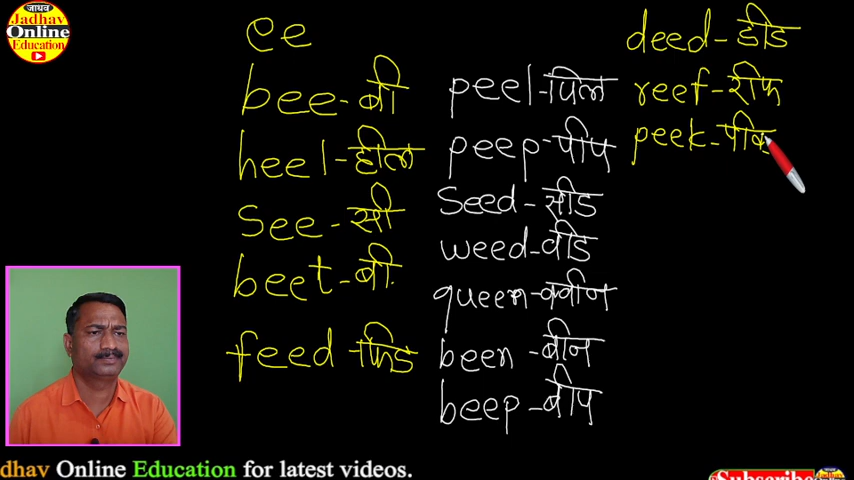 जाधव
Jadhav
Online
Education
ee
bee-बी
heel-हील
see-सी
beet-बी
feed-फिड
peel-पिल
peep-पीप
Seed-सीड
weed-वीड
queen-क्वीन
been-बीन
beep-बीप
deed-डीड
reef-रीफ
peek-पीक
dhav Online Education for latest videos.
Subscribe
Jadhav